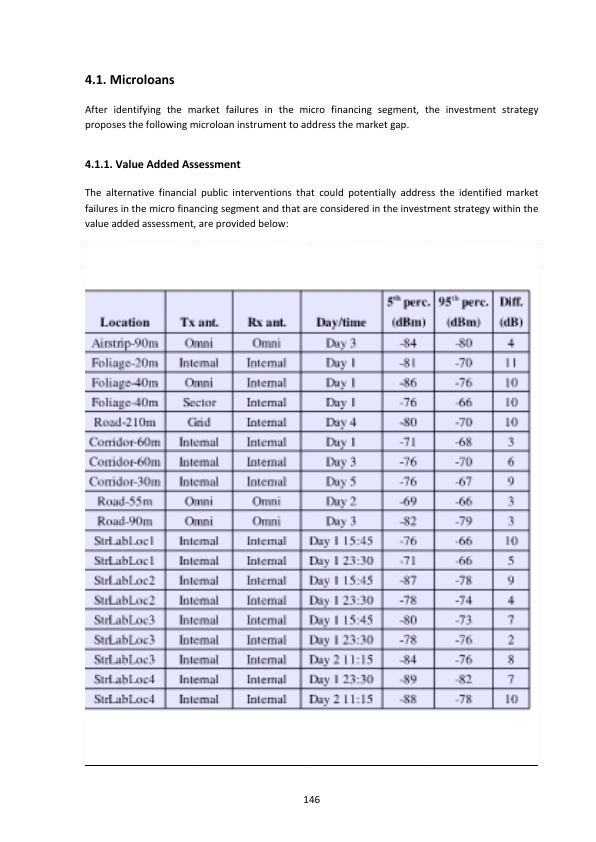 4.1. Microloans
After identifying the market failures in the micro financing segment, the investment strategy
proposes the following microloan instrument to address the market gap.
4.1.1. Value Added Assessment
The alternative financial public interventions that could potentially address the identified market
failures in the micro financing segment and that are considered in the investment strategy within the
value added assessment, are provided below:
Location Tx ant. Rx ant. Day/time 5th perc. (dBm) 95th perc. (dBm) Diff. (dB)
Airstrip-90m Omni Omni Day 3 -84 -80 4
Foliage-20m Internal Internal Day 1 -81 -70 11
Foliage-40m Omni Internal Day 1 -86 -76 10
Foliage-40m Sector Internal Day 1 -76 -66 10
Road-210m Grid Internal Day 4 -80 -70 10
Corridor-60m Internal Internal Day 1 -71 -68 3
Corridor-60m Internal Internal Day 3 -76 -70 6
Corridor-30m Internal Internal Day 5 -76 -67 9
Road-55m Omni Omni Day 2 -69 -66 3
Road-90m Omni Omni Day 3 -82 -79 3
StrLabLoc1 Internal Internal Day 1 15:45 -76 -66 10
StrLabLoc1 Internal Internal Day 1 23:30 -71 -66 5
StrLabLoc2 Internal Internal Day 1 15:45 -87 -78 9
StrLabLoc2 Internal Internal Day 1 23:30 -78 -74 4
StrLabLoc3 Internal Internal Day 1 15:45 -80 -73 7
StrLabLoc3 Internal Internal Day 1 23:30 -78 -76 2
StrLabLoc3 Internal Internal Day 2 11:15 -84 -76 8
StrLabLoc4 Internal Internal Day 1 23:30 -89 -82 7
StrLabLoc4 Internal Internal Day 2 11:15 -88 -78 10
146